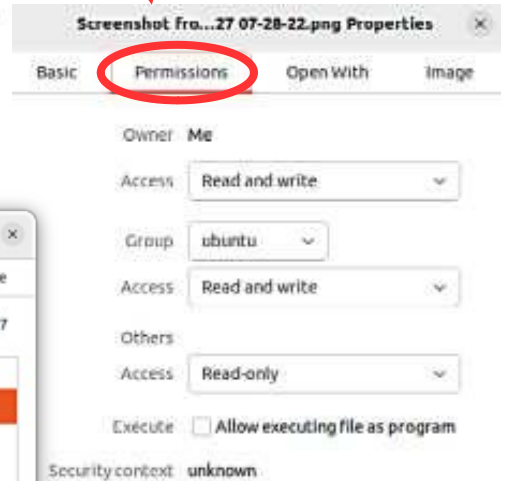 Screenshot fro...27 07-28-22.png Properties ×
Basic Permissions Open With Image
Owner Me
Access Read and write
× Group ubuntu
e Access Read and write
7 Others
Access Read-only
Execute Allow executing file as program
Security context unknown